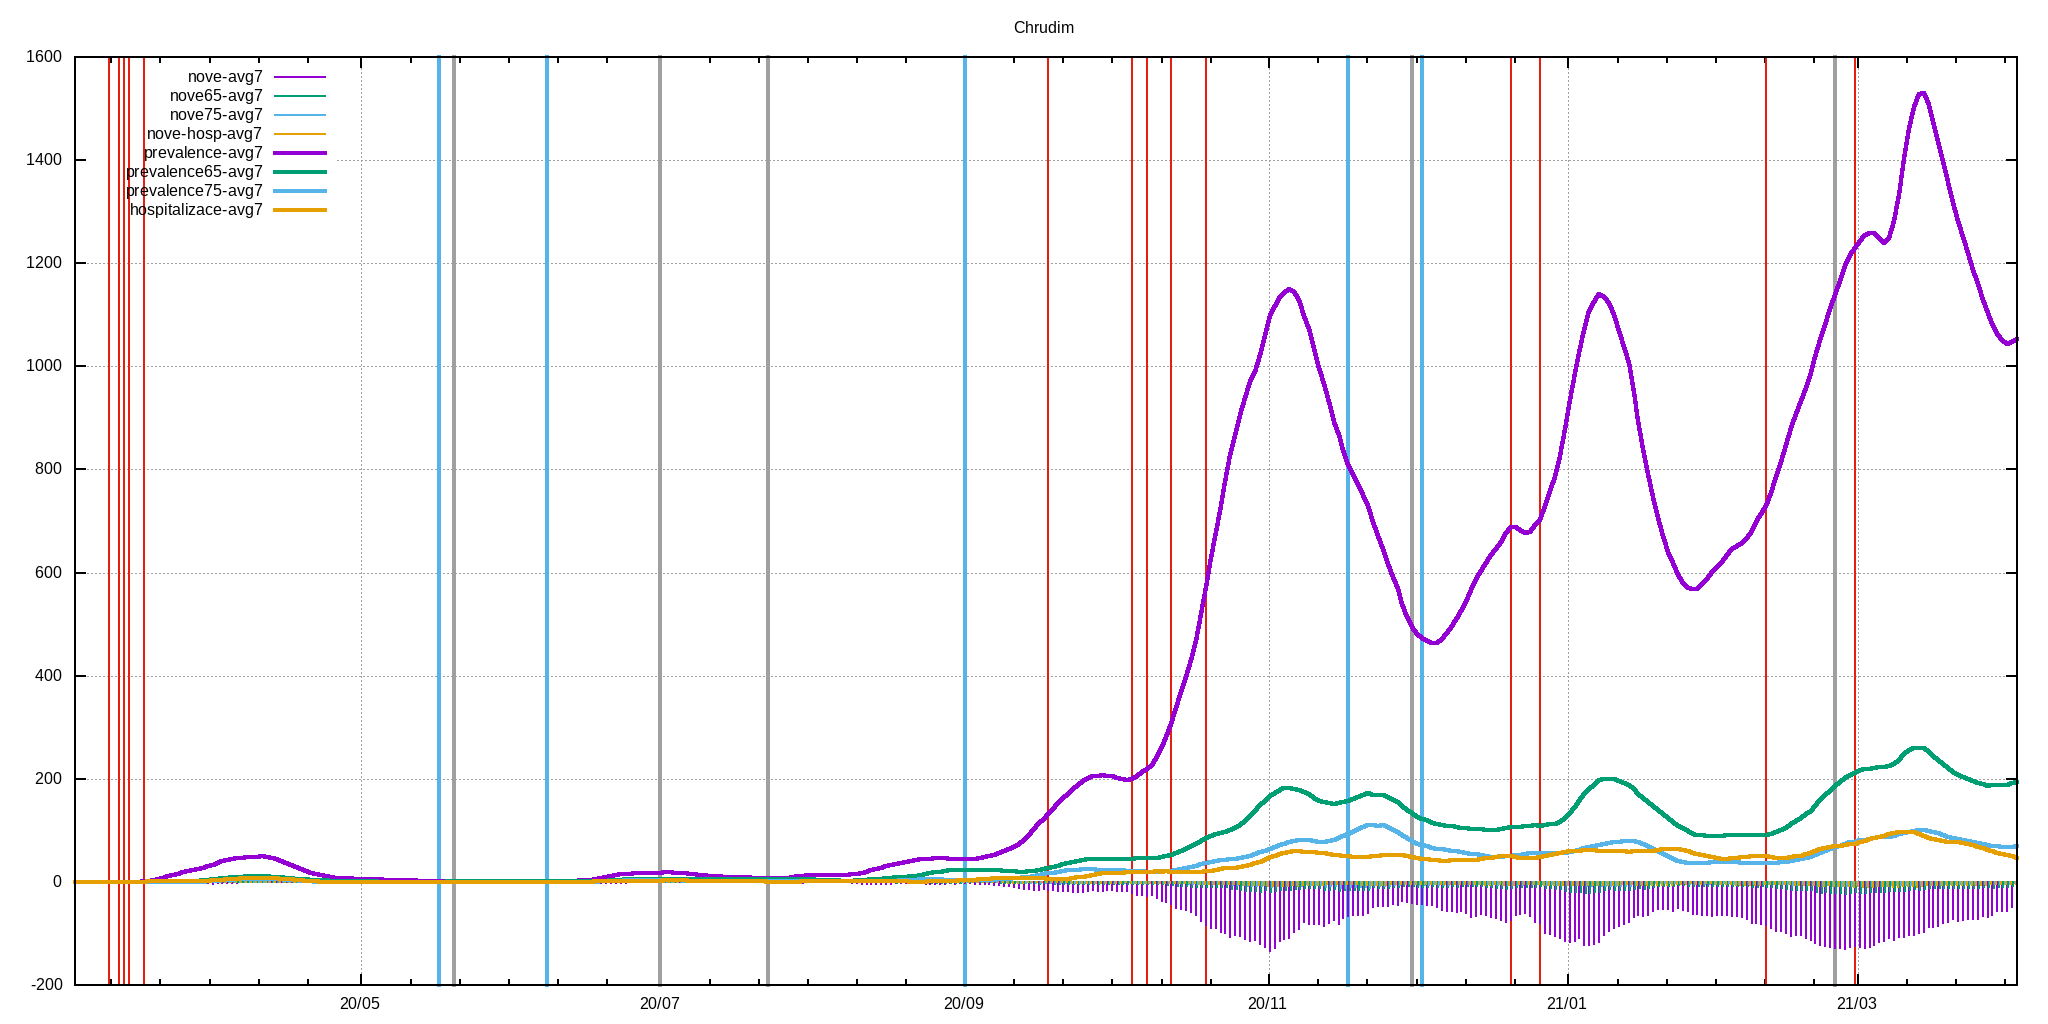 Chrudim
1600
1400
1200
1000
800
600
400
200
0
-200
nove-avg7
nove65-avg7
nove75-avg7
nove-hosp-avg7
prevalence-avg7
prevalence65-avg7
prevalence75-avg7
hospitalizace-avg7
20/05
20/07
20/09
20/11
21/01
21/03